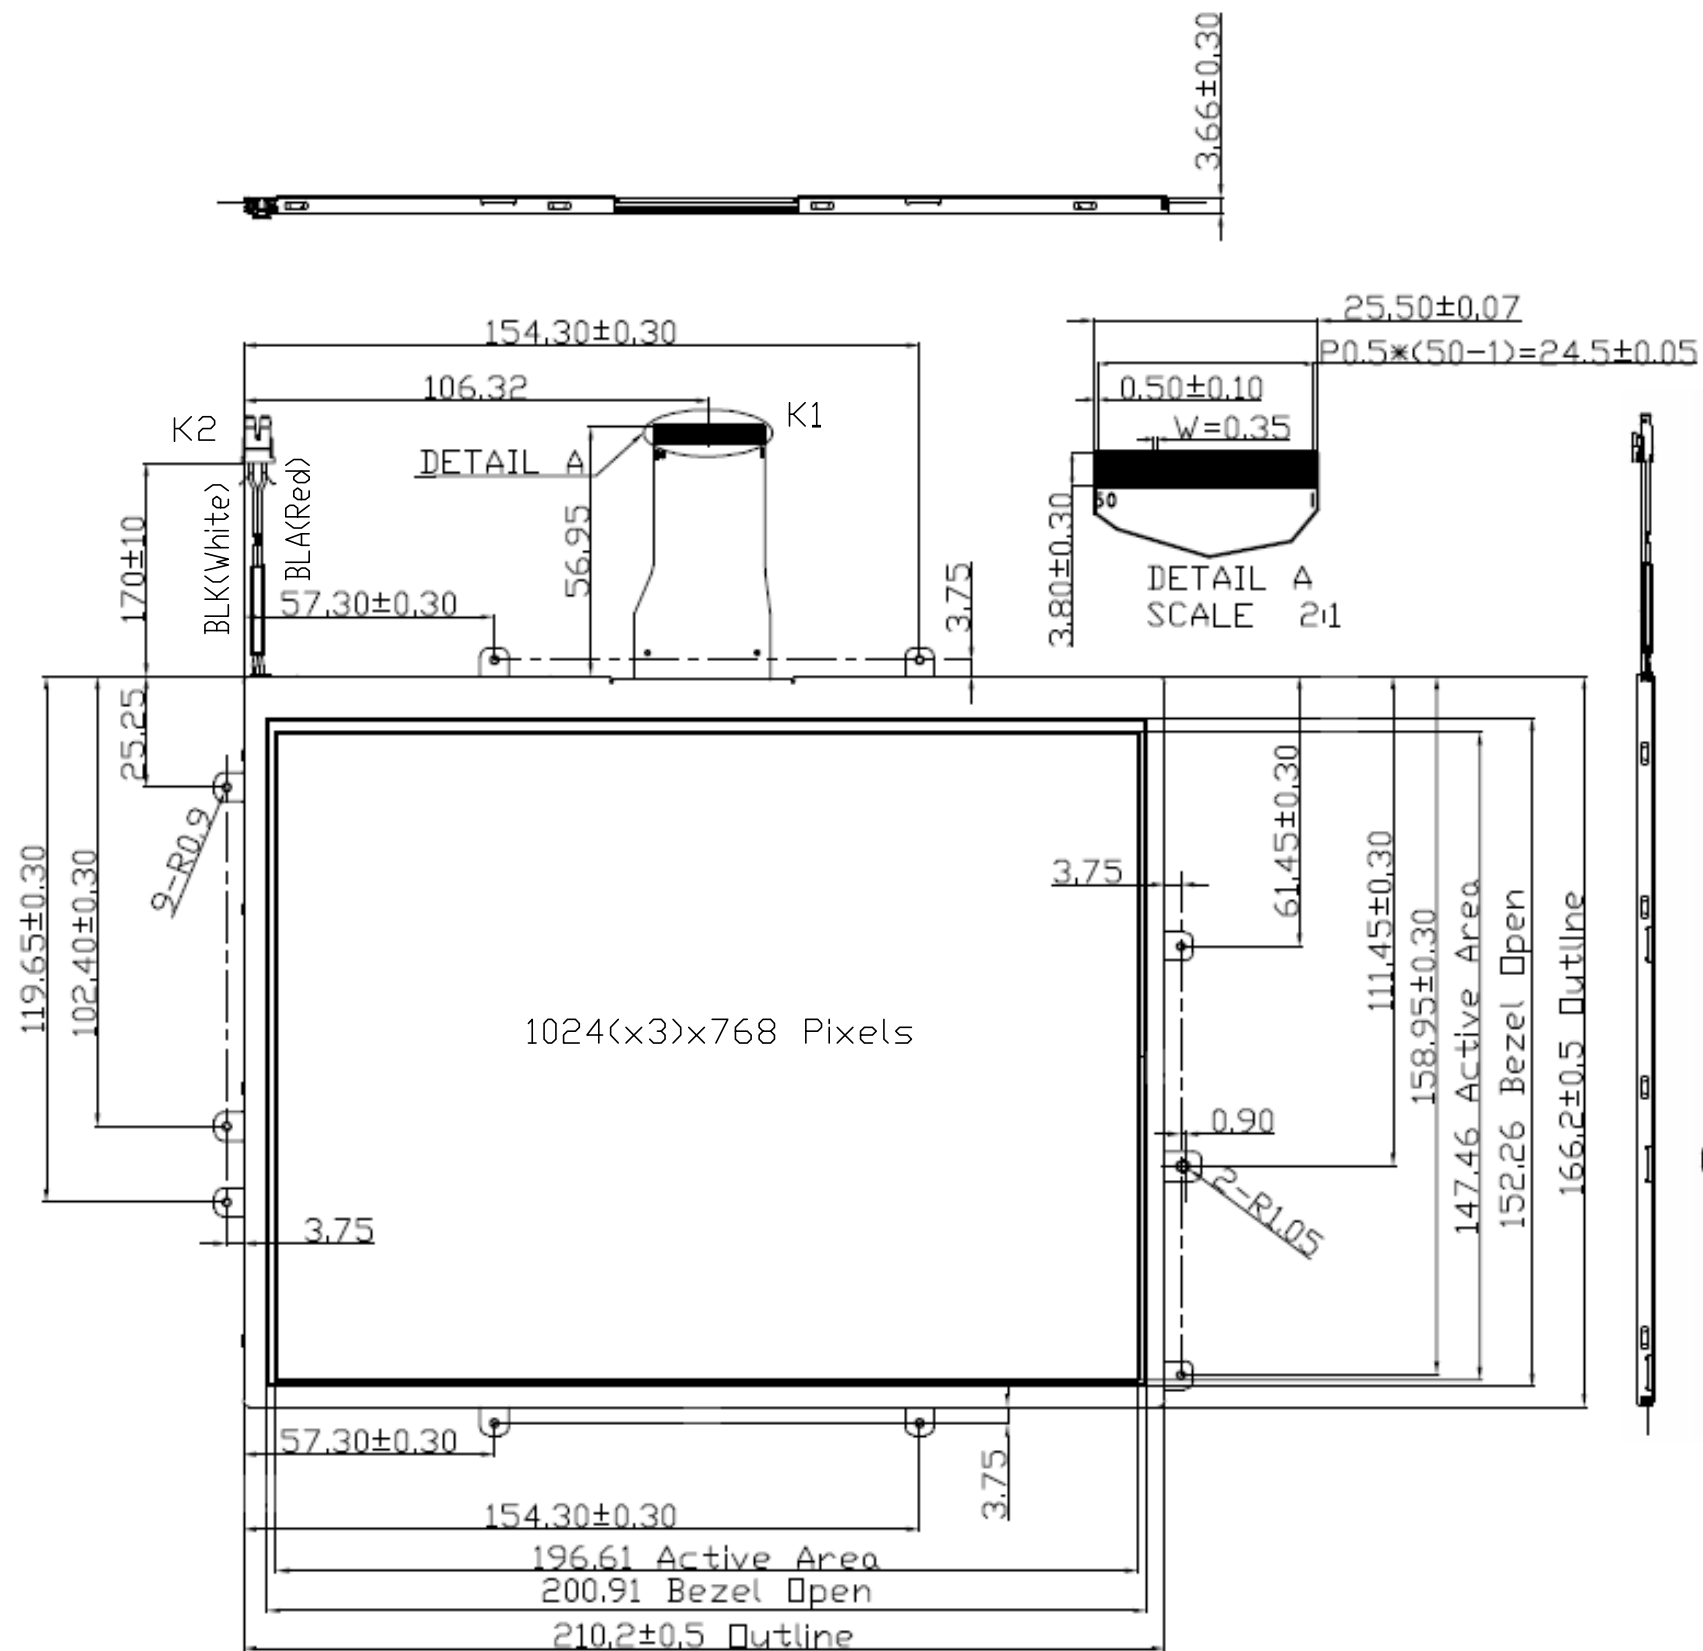 3.66±0.30
25.50±0.07
154.30±0.30
P0.5*(50-1)=24.5±0.05
106.32
0.50±0.10
K2
K1
W=0.35
DETAIL A
BLK(White)
BLA(Red)
170±10
56.95
50
1
3.80±0.30
DETAIL A
SCALE 2:1
57.30±0.30
3.75
25.25
9-R0.9
119.65±0.30
102.40±0.30
61.45±0.30
3.75
111.45±0.30
158.95±0.30
147.46 Active Area
152.26 Bezel Open
166.2±0.5 Outline
1024(x3)x768 Pixels
0.90
2-R1.05
3.75
57.30±0.30
3.75
154.30±0.30
196.61 Active Area
200.91 Bezel Open
210.2±0.5 Outline